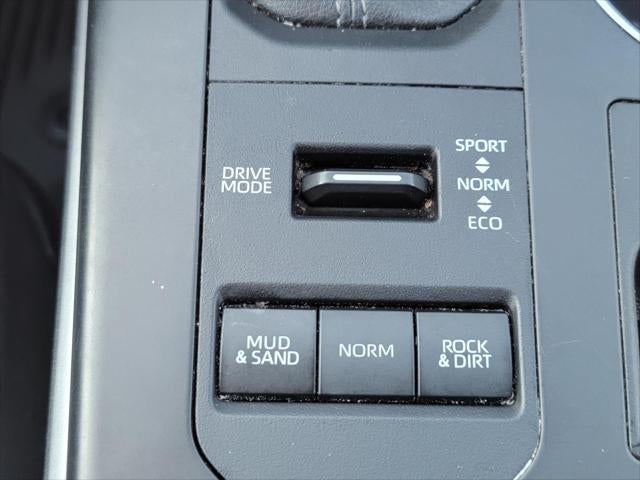 DRIVE
MODE
SPORT
NORM
ECO
MUD
& SAND
NORM
ROCK
& DIRT